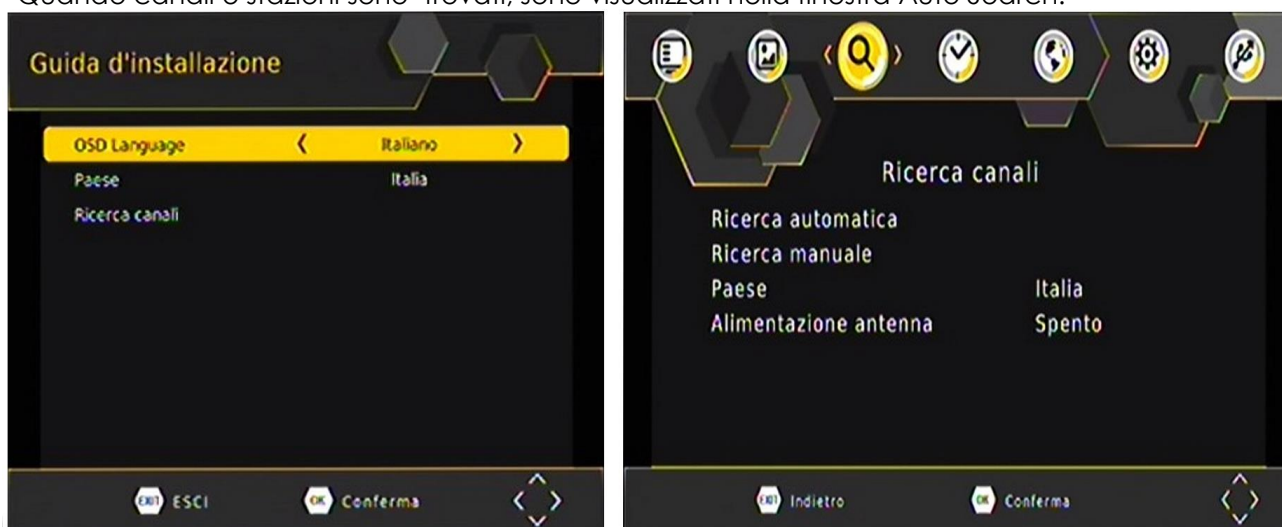 Quando canali o stazioni sono trovati, sono visualizzati nella finestra Auto Search.
Guida d'installazione
OSD Language Italiano
Paese Italia
Ricerca canali
EXIT ESCI OK Conferma
Ricerca canali
Ricerca automatica
Ricerca manuale
Paese Italia
Alimentazione antenna Spento
EXIT Indietro OK Conferma